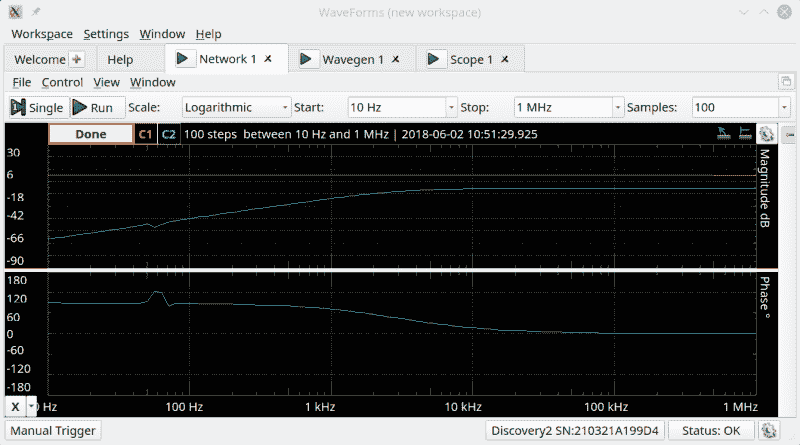 WaveForms (new workspace)
Workspace Settings Window Help
Welcome Help Network 1 Wavegen 1 Scope 1
File Control View Window
Single Run Scale: Logarithmic Start: 10 Hz Stop: 1 MHz Samples: 100
Done C1 C2 100 steps between 10 Hz and 1 MHz | 2018-06-02 10:51:29.925
30
6
-18
-42
-66
-90
Magnitude dB
180
120
60
0
-60
-120
-180
Phase °
X 0 Hz 100 Hz 1 kHz 10 kHz 100 kHz 1 MHz
Manual Trigger Discovery2 SN:210321A199D4 Status: OK